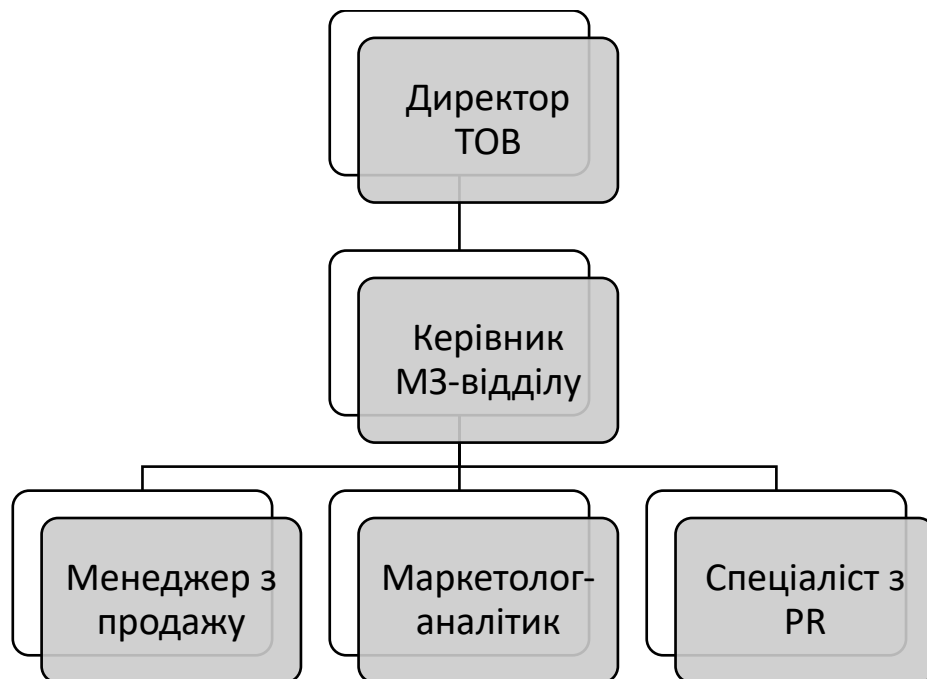 Директор
ТОВ
Керівник
МЗ-відділу
Менеджер з
продажу
Маркетолог-
аналітик
Спеціаліст з
PR